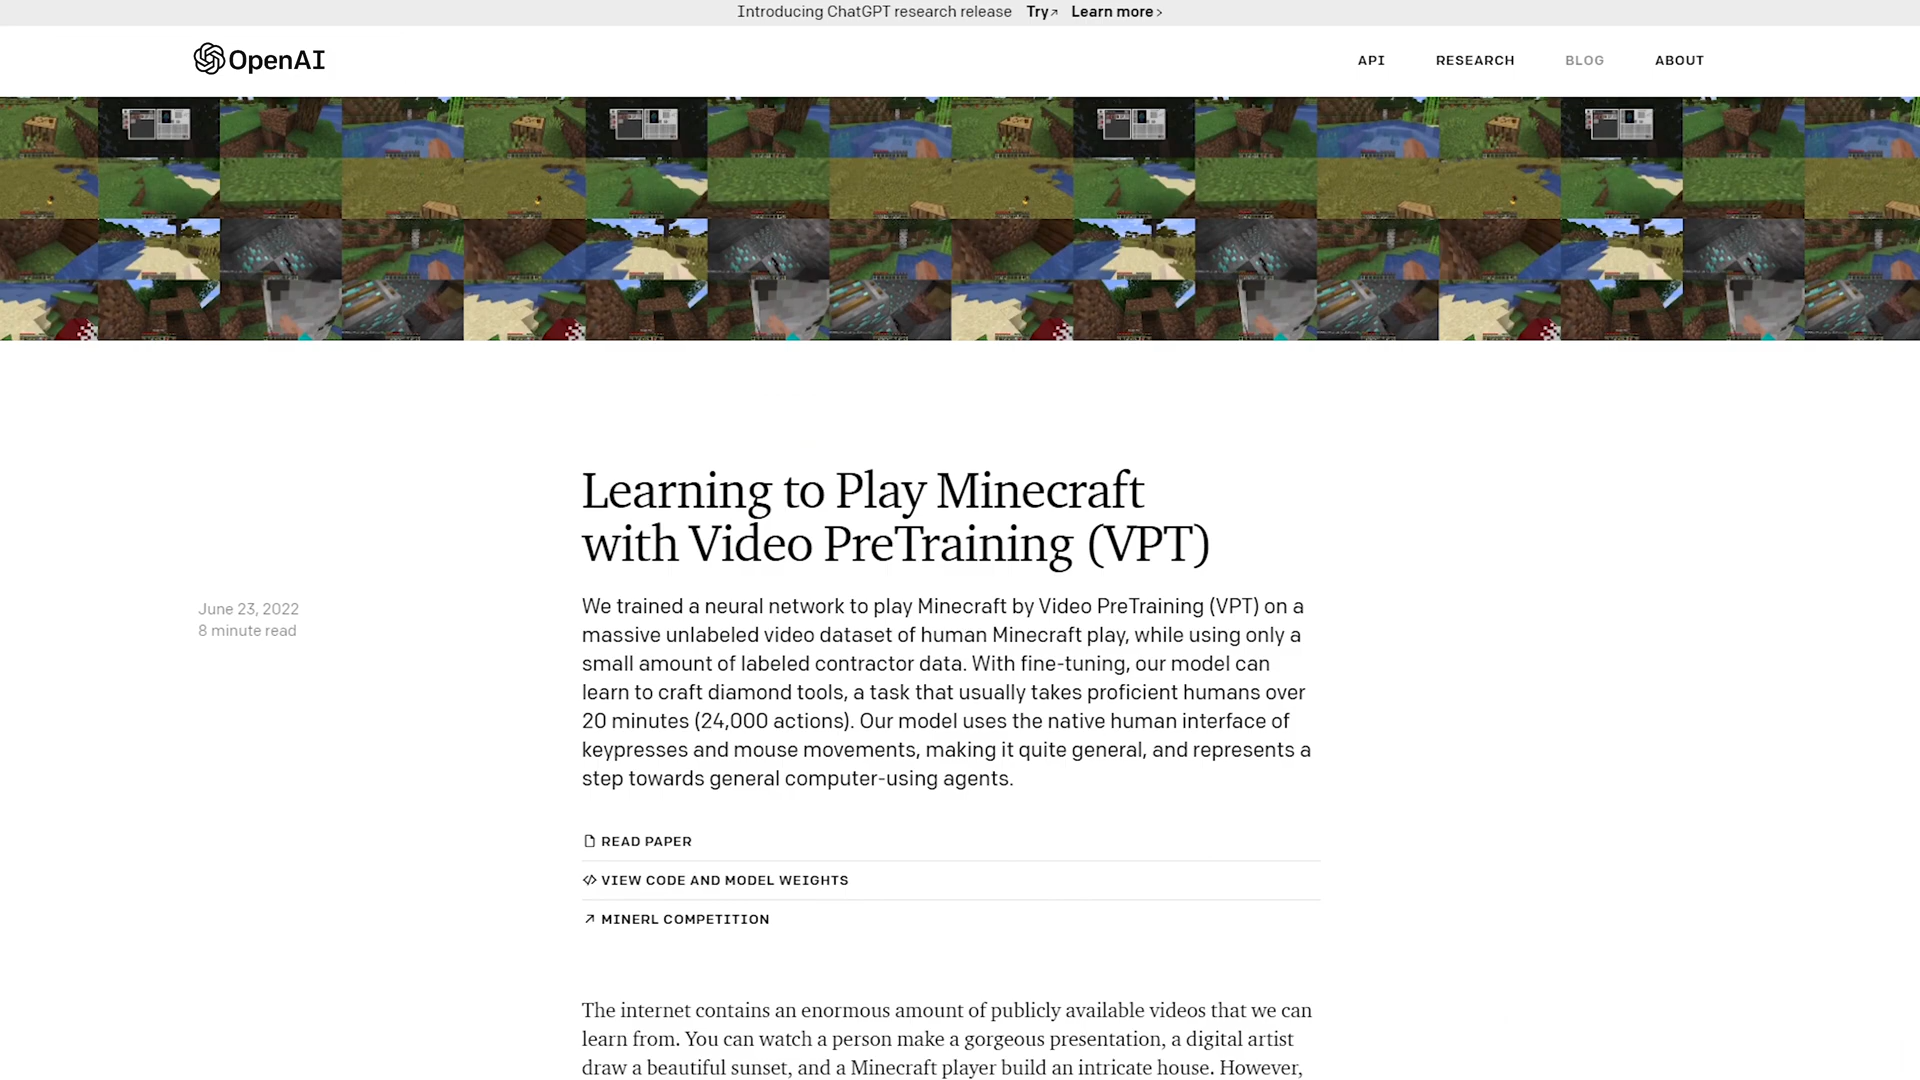 Introducing ChatGPT research release Try↗ Learn more ›
OpenAI
API RESEARCH BLOG ABOUT
Learning to Play Minecraft
with Video PreTraining (VPT)
June 23, 2022
8 minute read
We trained a neural network to play Minecraft by Video PreTraining (VPT) on a
massive unlabeled video dataset of human Minecraft play, while using only a
small amount of labeled contractor data. With fine-tuning, our model can
learn to craft diamond tools, a task that usually takes proficient humans over
20 minutes (24,000 actions). Our model uses the native human interface of
keypresses and mouse movements, making it quite general, and represents a
step towards general computer-using agents.
READ PAPER
VIEW CODE AND MODEL WEIGHTS
MINERL COMPETITION
The internet contains an enormous amount of publicly available videos that we can
learn from. You can watch a person make a gorgeous presentation, a digital artist
draw a beautiful sunset, and a Minecraft player build an intricate house. However,